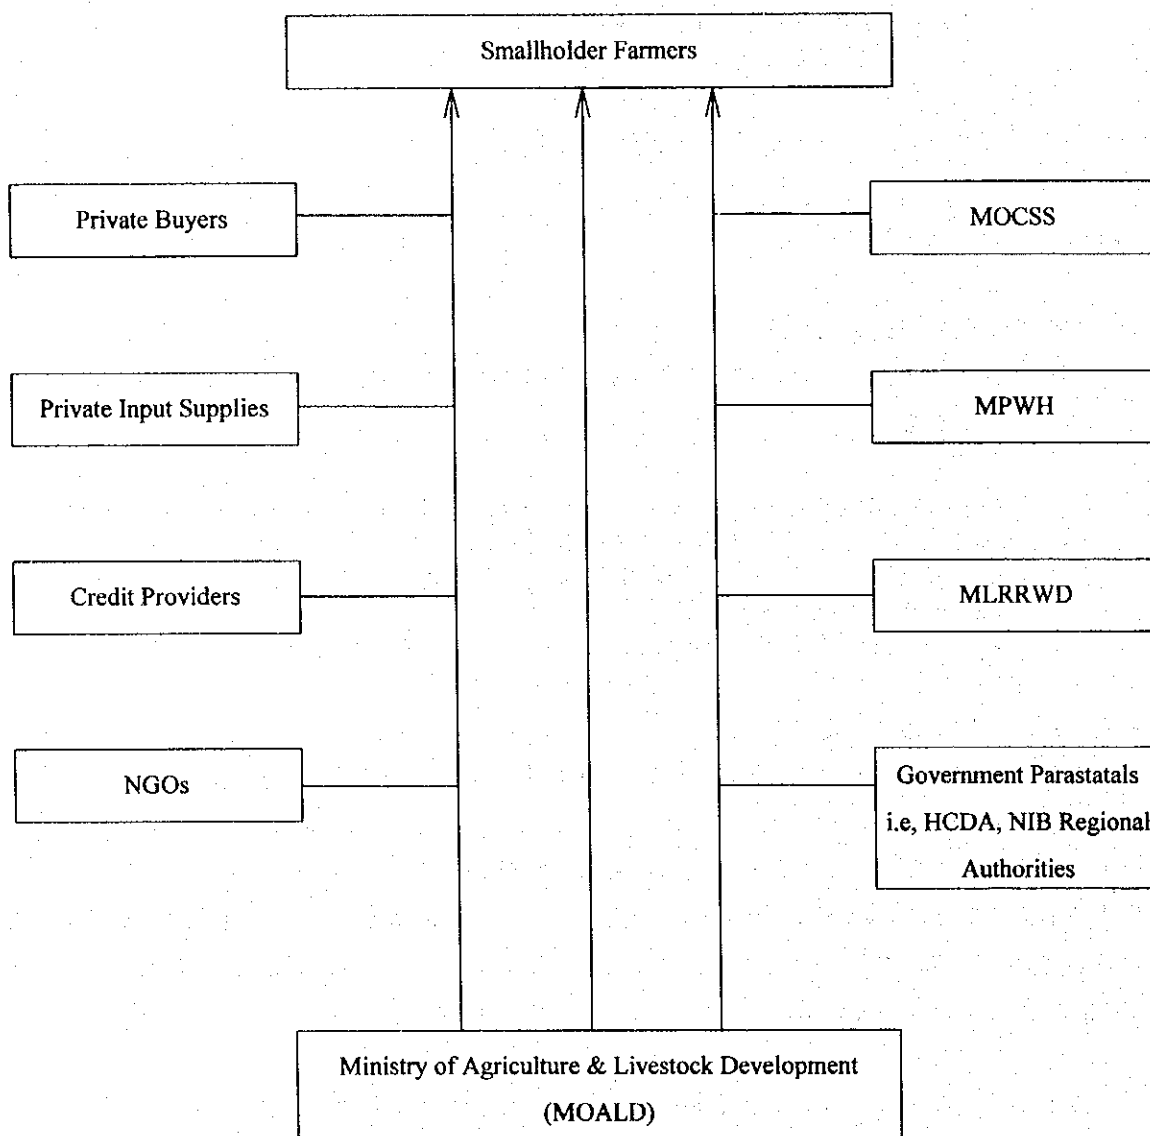 Smallholder Farmers
Private Buyers
MOCSS
Private Input Supplies
MPWH
Credit Providers
MLRRWD
NGOs
Government Parastatals
i.e, HCDA, NIB Regional
Authorities
Ministry of Agriculture & Livestock Development
(MOALD)